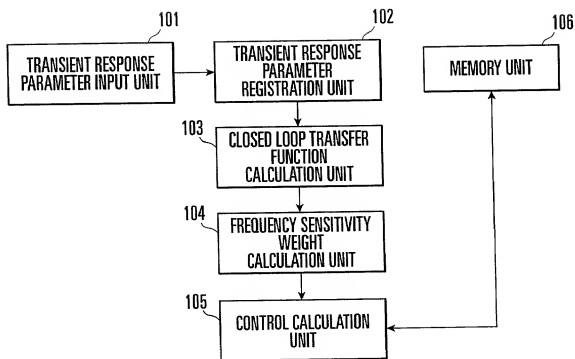 101
TRANSIENT RESPONSE
PARAMETER INPUT UNIT
102
TRANSIENT RESPONSE
PARAMETER
REGISTRATION UNIT
106
MEMORY UNIT
103
CLOSED LOOP TRANSFER
FUNCTION
CALCULATION UNIT
104
FREQUENCY SENSITIVITY
WEIGHT
CALCULATION UNIT
105
CONTROL CALCULATION
UNIT